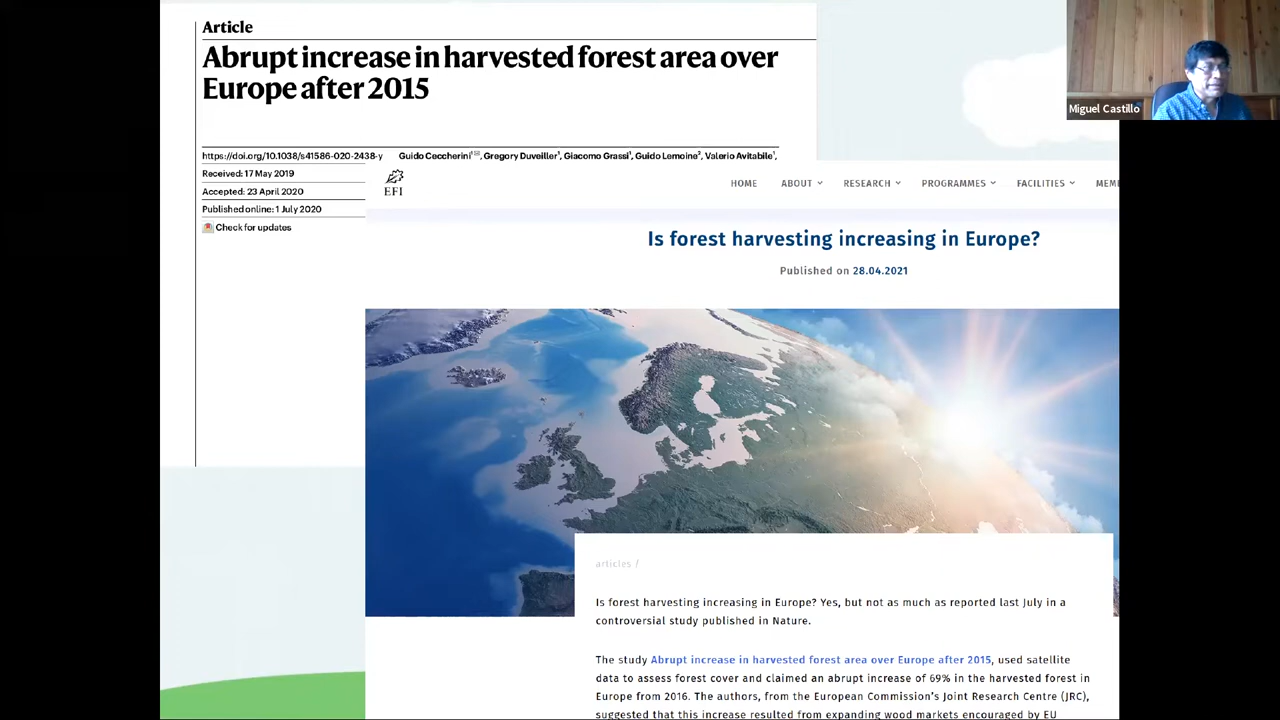 Article
Abrupt increase in harvested forest area over
Europe after 2015
https://doi.org/10.1038/s41586-020-2438-y
Guido Ceccherini¹, Gregory Duveiller¹, Giacomo Grassi¹, Guido Lemoine², Valerio Avitabile¹,
Received: 17 May 2019
Accepted: 23 April 2020
Published online: 1 July 2020
Check for updates
Miguel Castillo
EFI
HOME ABOUT RESEARCH PROGRAMMES FACILITIES MEM
Is forest harvesting increasing in Europe?
Published on 28.04.2021
articles /
Is forest harvesting increasing in Europe? Yes, but not as much as reported last July in a
controversial study published in Nature.
The study Abrupt increase in harvested forest area over Europe after 2015, used satellite
data to assess forest cover and claimed an abrupt increase of 69% in the harvested forest in
Europe from 2016. The authors, from the European Commission's Joint Research Centre (JRC),
suggested that this increase resulted from expanding wood markets encouraged by EU